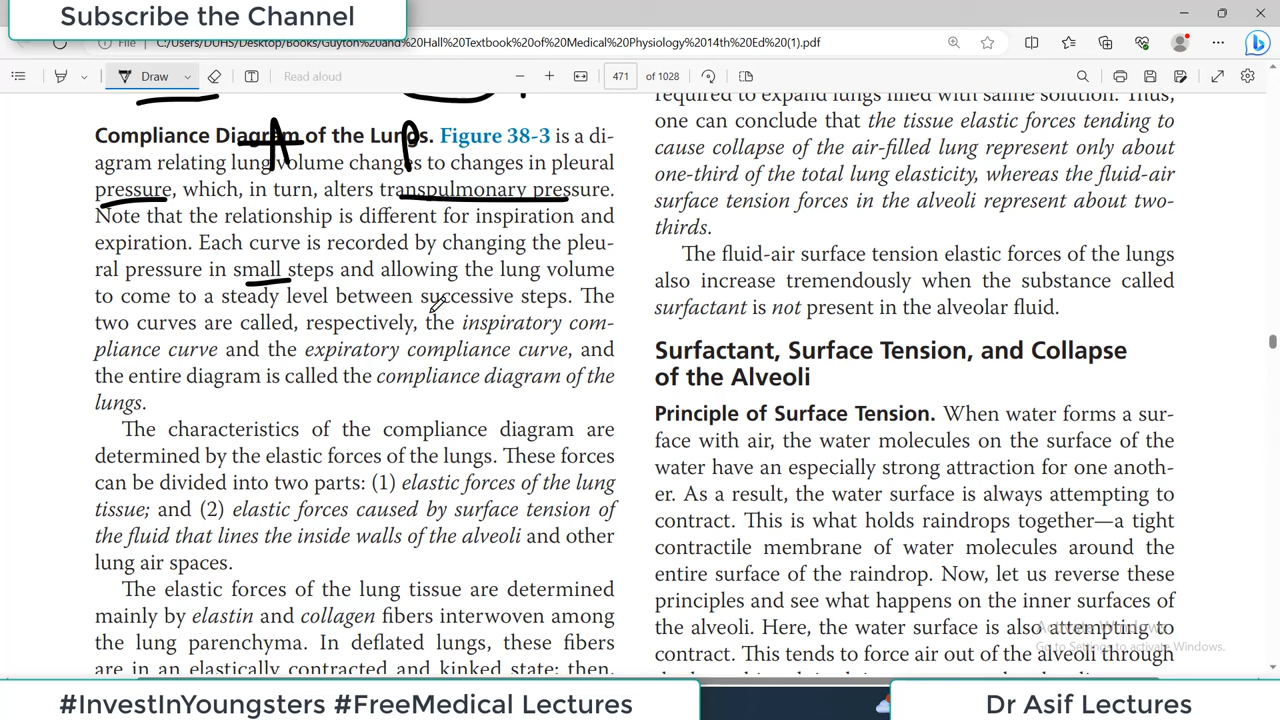 Subscribe the Channel
File
C:/Users/DUHS/Desktop/Books/Guyton%20and%20Hall%20Textbook%20of%20Medical%20Physiology%2014th%20Ed%20(1).pdf
Draw
Read aloud
471 of 1028
Compliance Diagram of the Lungs. Figure 38-3 is a di-
agram relating lung volume changes to changes in pleural
pressure, which, in turn, alters transpulmonary pressure.
Note that the relationship is different for inspiration and
expiration. Each curve is recorded by changing the pleu-
ral pressure in small steps and allowing the lung volume
to come to a steady level between successive steps. The
two curves are called, respectively, the inspiratory com-
pliance curve and the expiratory compliance curve, and
the entire diagram is called the compliance diagram of the
lungs.
The characteristics of the compliance diagram are
determined by the elastic forces of the lungs. These forces
can be divided into two parts: (1) elastic forces of the lung
tissue; and (2) elastic forces caused by surface tension of
the fluid that lines the inside walls of the alveoli and other
lung air spaces.
The elastic forces of the lung tissue are determined
mainly by elastin and collagen fibers interwoven among
the lung parenchyma. In deflated lungs, these fibers
are in an elastically contracted and kinked state; then,
required to expand lungs filled with saline solution. Thus,
one can conclude that the tissue elastic forces tending to
cause collapse of the air-filled lung represent only about
one-third of the total lung elasticity, whereas the fluid-air
surface tension forces in the alveoli represent about two-
thirds.
The fluid-air surface tension elastic forces of the lungs
also increase tremendously when the substance called
surfactant is not present in the alveolar fluid.
Surfactant, Surface Tension, and Collapse
of the Alveoli
Principle of Surface Tension. When water forms a sur-
face with air, the water molecules on the surface of the
water have an especially strong attraction for one anoth-
er. As a result, the water surface is always attempting to
contract. This is what holds raindrops together—a tight
contractile membrane of water molecules around the
entire surface of the raindrop. Now, let us reverse these
principles and see what happens on the inner surfaces of
the alveoli. Here, the water surface is also attempting to
contract. This tends to force air out of the alveoli through
Activate Windows
Go to Settings to activate Windows.
#InvestInYoungsters #FreeMedical Lectures
Dr Asif Lectures